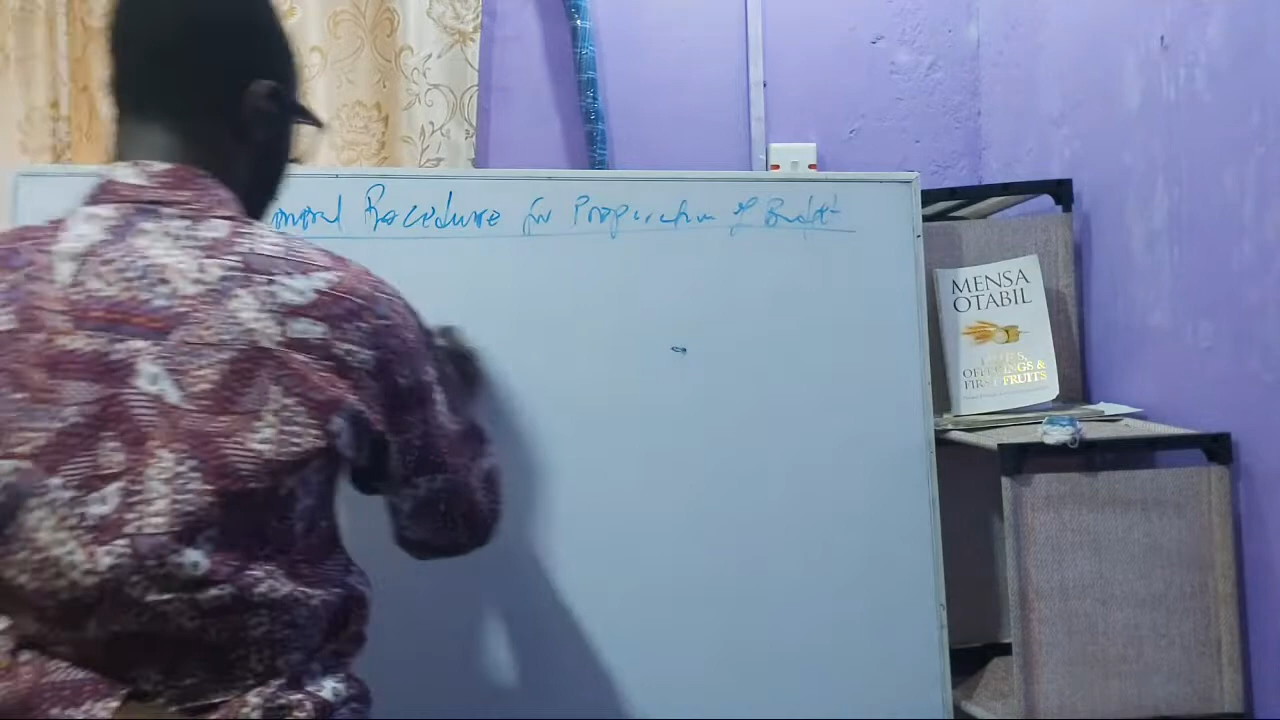 Procedure for Preparation of Budget
MENSA
OTABIL
OFFERINGS &
FIRST FRUITS